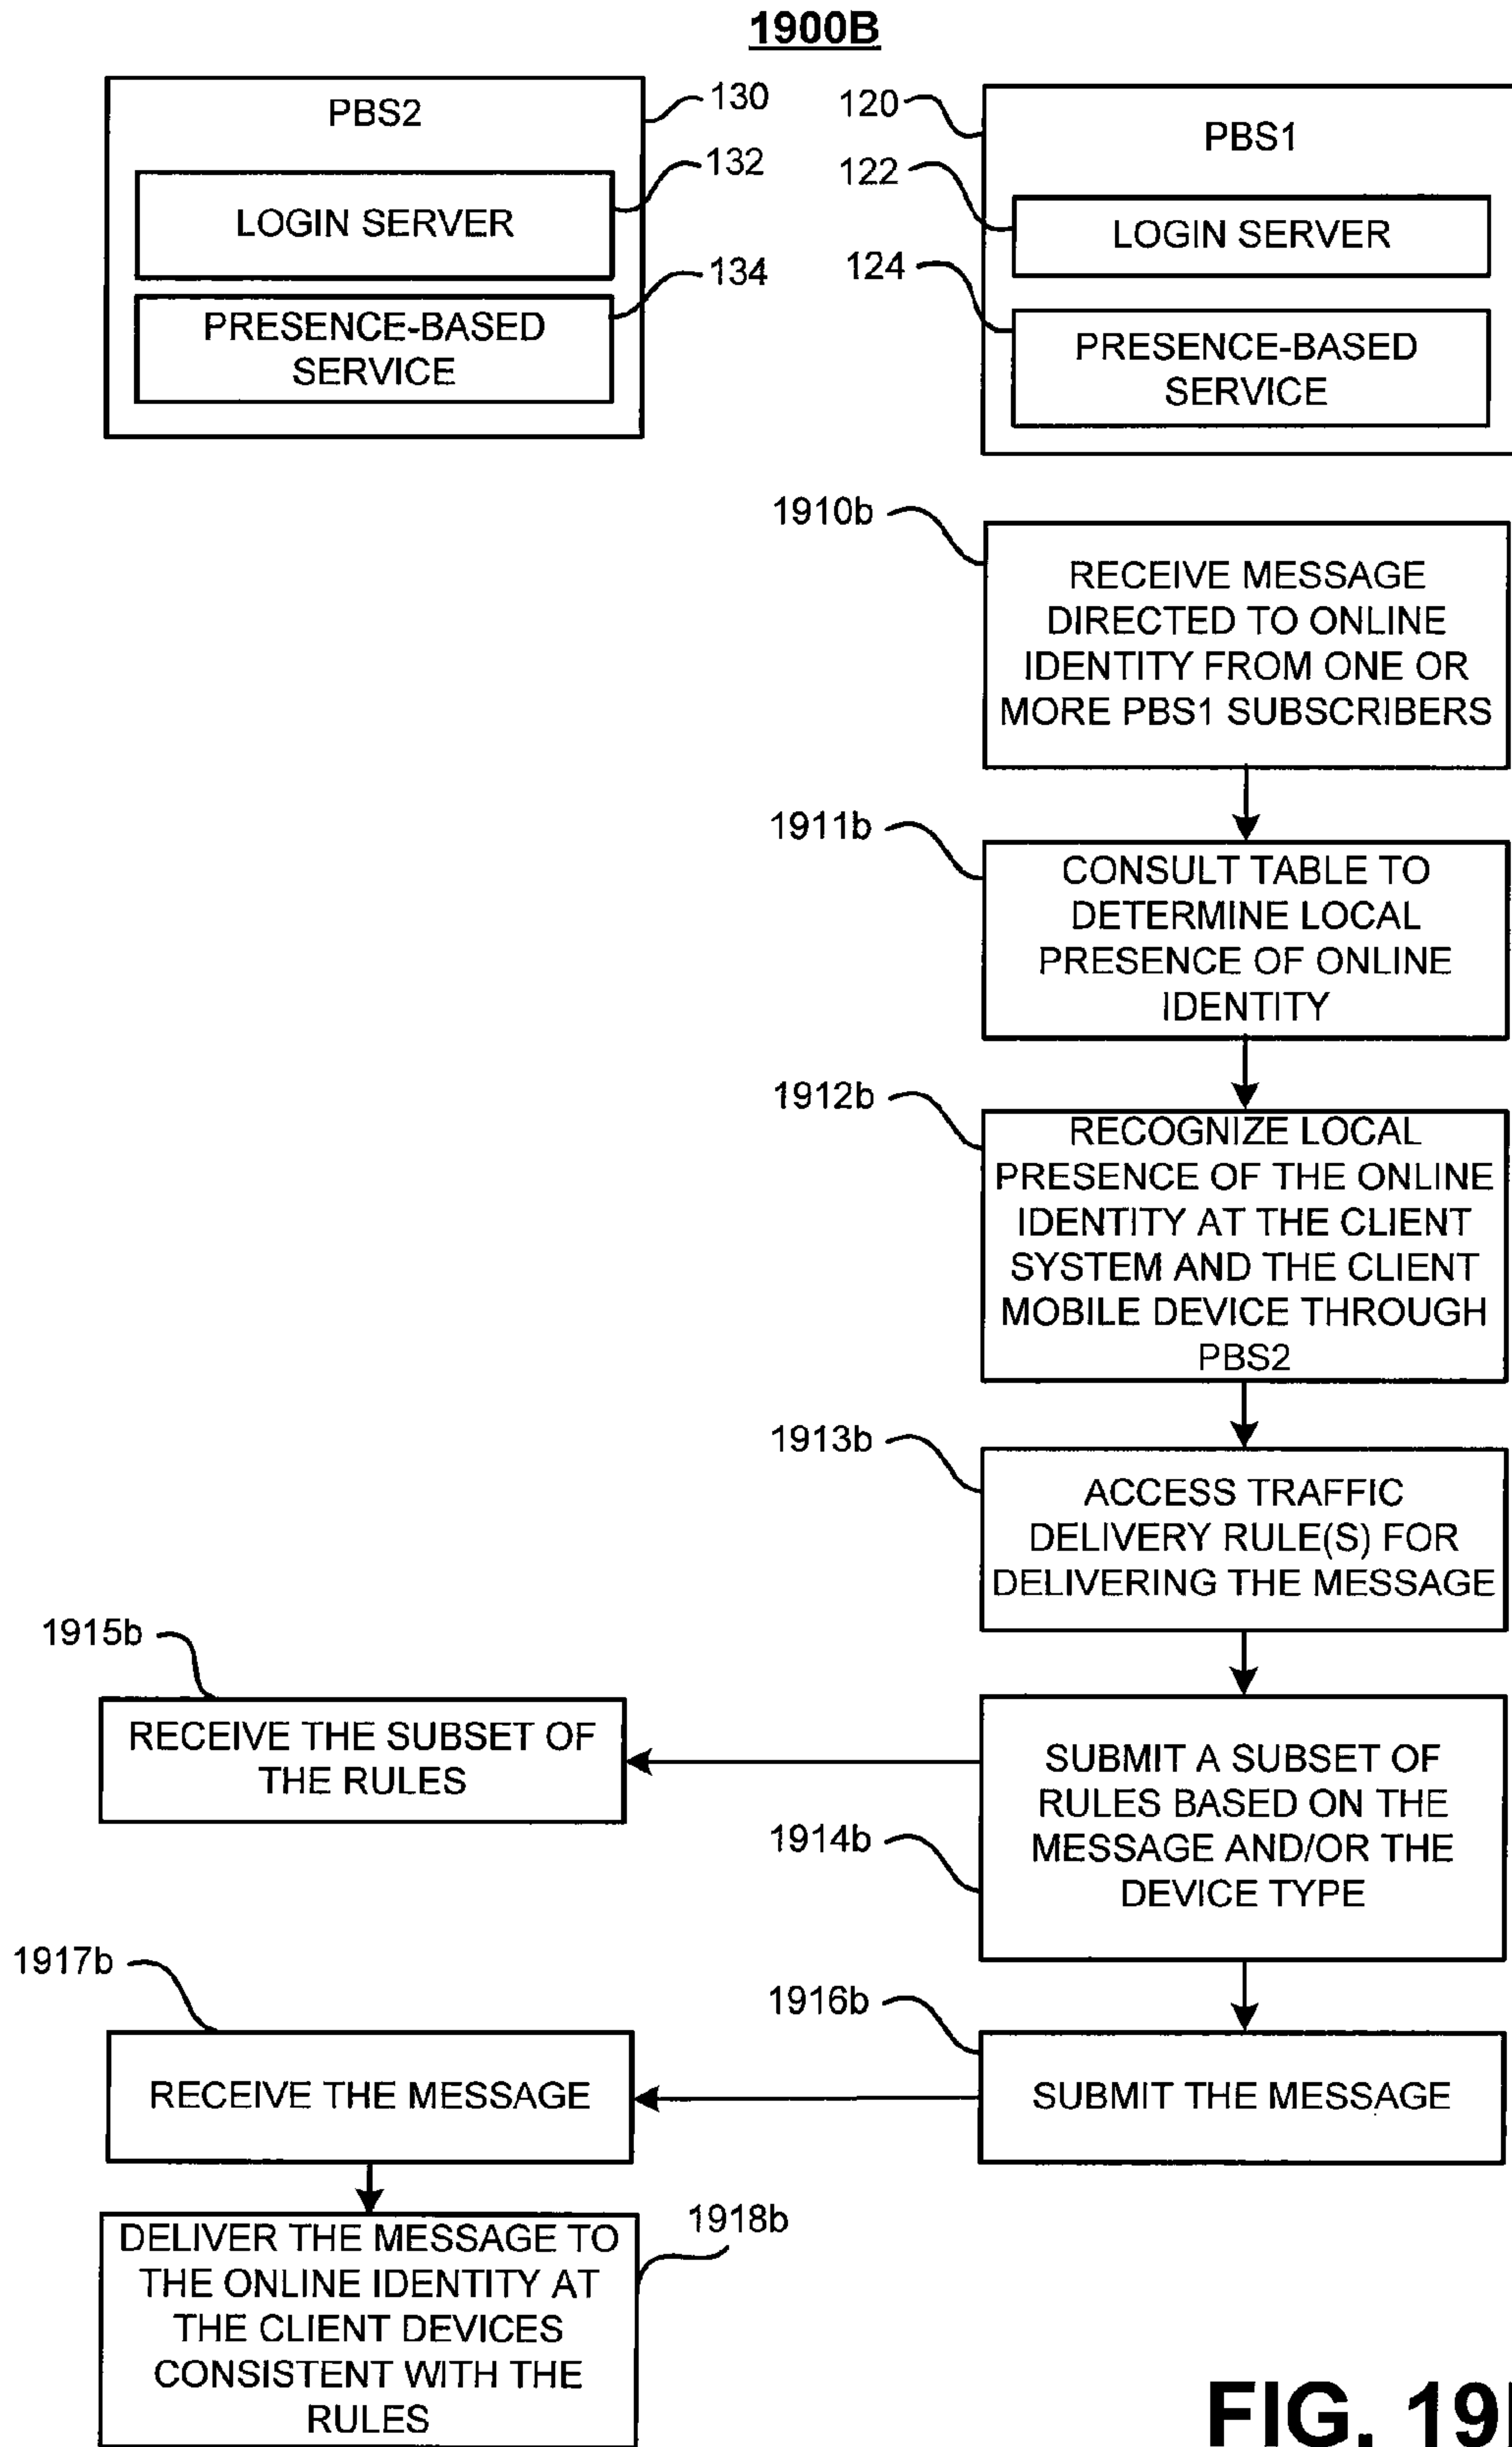 1900B
PBS2
130
LOGIN SERVER
132
PRESENCE-BASED
SERVICE
134
120
PBS1
122
LOGIN SERVER
124
PRESENCE-BASED
SERVICE
1910b
RECEIVE MESSAGE
DIRECTED TO ONLINE
IDENTITY FROM ONE OR
MORE PBS1 SUBSCRIBERS
1911b
CONSULT TABLE TO
DETERMINE LOCAL
PRESENCE OF ONLINE
IDENTITY
1912b
RECOGNIZE LOCAL
PRESENCE OF THE ONLINE
IDENTITY AT THE CLIENT
SYSTEM AND THE CLIENT
MOBILE DEVICE THROUGH
PBS2
1913b
ACCESS TRAFFIC
DELIVERY RULE(S) FOR
DELIVERING THE MESSAGE
1914b
SUBMIT A SUBSET OF
RULES BASED ON THE
MESSAGE AND/OR THE
DEVICE TYPE
1915b
RECEIVE THE SUBSET OF
THE RULES
1916b
SUBMIT THE MESSAGE
1917b
RECEIVE THE MESSAGE
1918b
DELIVER THE MESSAGE TO
THE ONLINE IDENTITY AT
THE CLIENT DEVICES
CONSISTENT WITH THE
RULES
FIG. 19